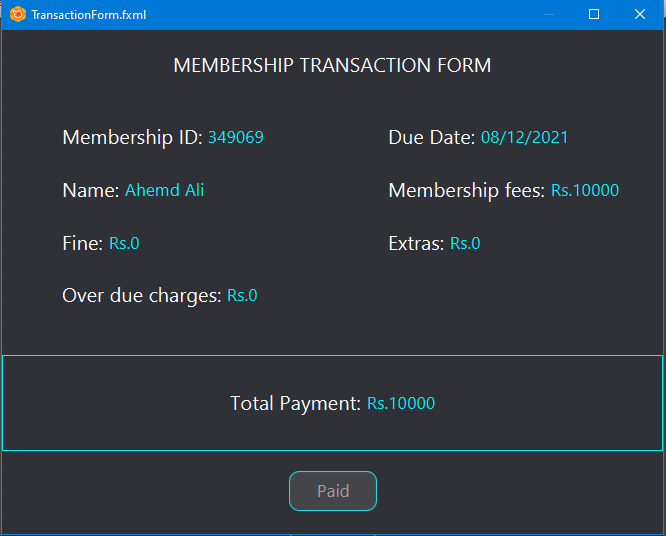 TransactionForm.fxml
MEMBERSHIP TRANSACTION FORM
Membership ID: 349069
Due Date: 08/12/2021
Name: Ahemd Ali
Membership fees: Rs.10000
Fine: Rs.0
Extras: Rs.0
Over due charges: Rs.0
Total Payment: Rs.10000
Paid